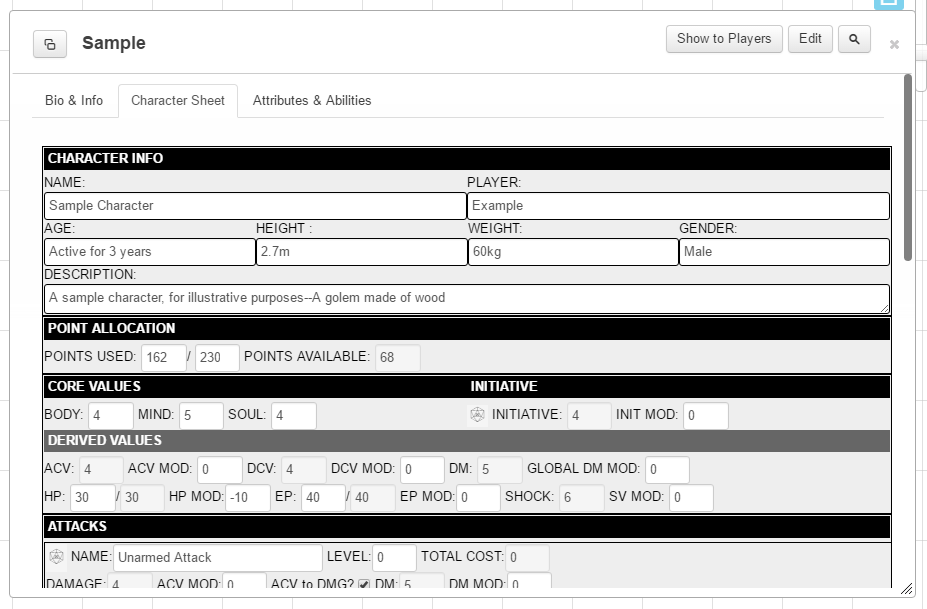 Sample Show to Players Edit ×
Bio & Info Character Sheet Attributes & Abilities
CHARACTER INFO
NAME: PLAYER:
Sample Character Example
AGE: HEIGHT : WEIGHT: GENDER:
Active for 3 years 2.7m 60kg Male
DESCRIPTION:
A sample character, for illustrative purposes--A golem made of wood
POINT ALLOCATION
POINTS USED: 162 / 230 POINTS AVAILABLE: 68
CORE VALUES INITIATIVE
BODY: 4 MIND: 5 SOUL: 4 INITIATIVE: 4 INIT MOD: 0
DERIVED VALUES
ACV: 4 ACV MOD: 0 DCV: 4 DCV MOD: 0 DM: 5 GLOBAL DM MOD: 0
HP: 30 / 30 HP MOD: -10 EP: 40 / 40 EP MOD: 0 SHOCK: 6 SV MOD: 0
ATTACKS
NAME: Unarmed Attack LEVEL: 0 TOTAL COST: 0
DAMAGE: 4 ACV MOD: 0 ACV to DMG? DM: 5 DM MOD: 0